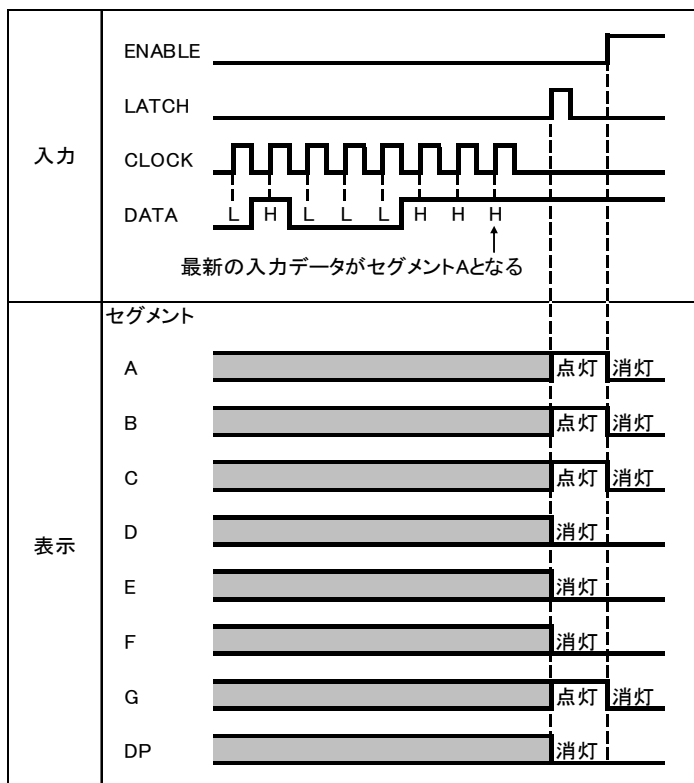 入力
ENABLE
LATCH
CLOCK
DATA
L H L L L H H H
最新の入力データがセグメントAとなる
表示
セグメント
A 点灯 消灯
B 点灯 消灯
C 点灯 消灯
D 消灯
E 消灯
F 消灯
G 点灯 消灯
DP 消灯